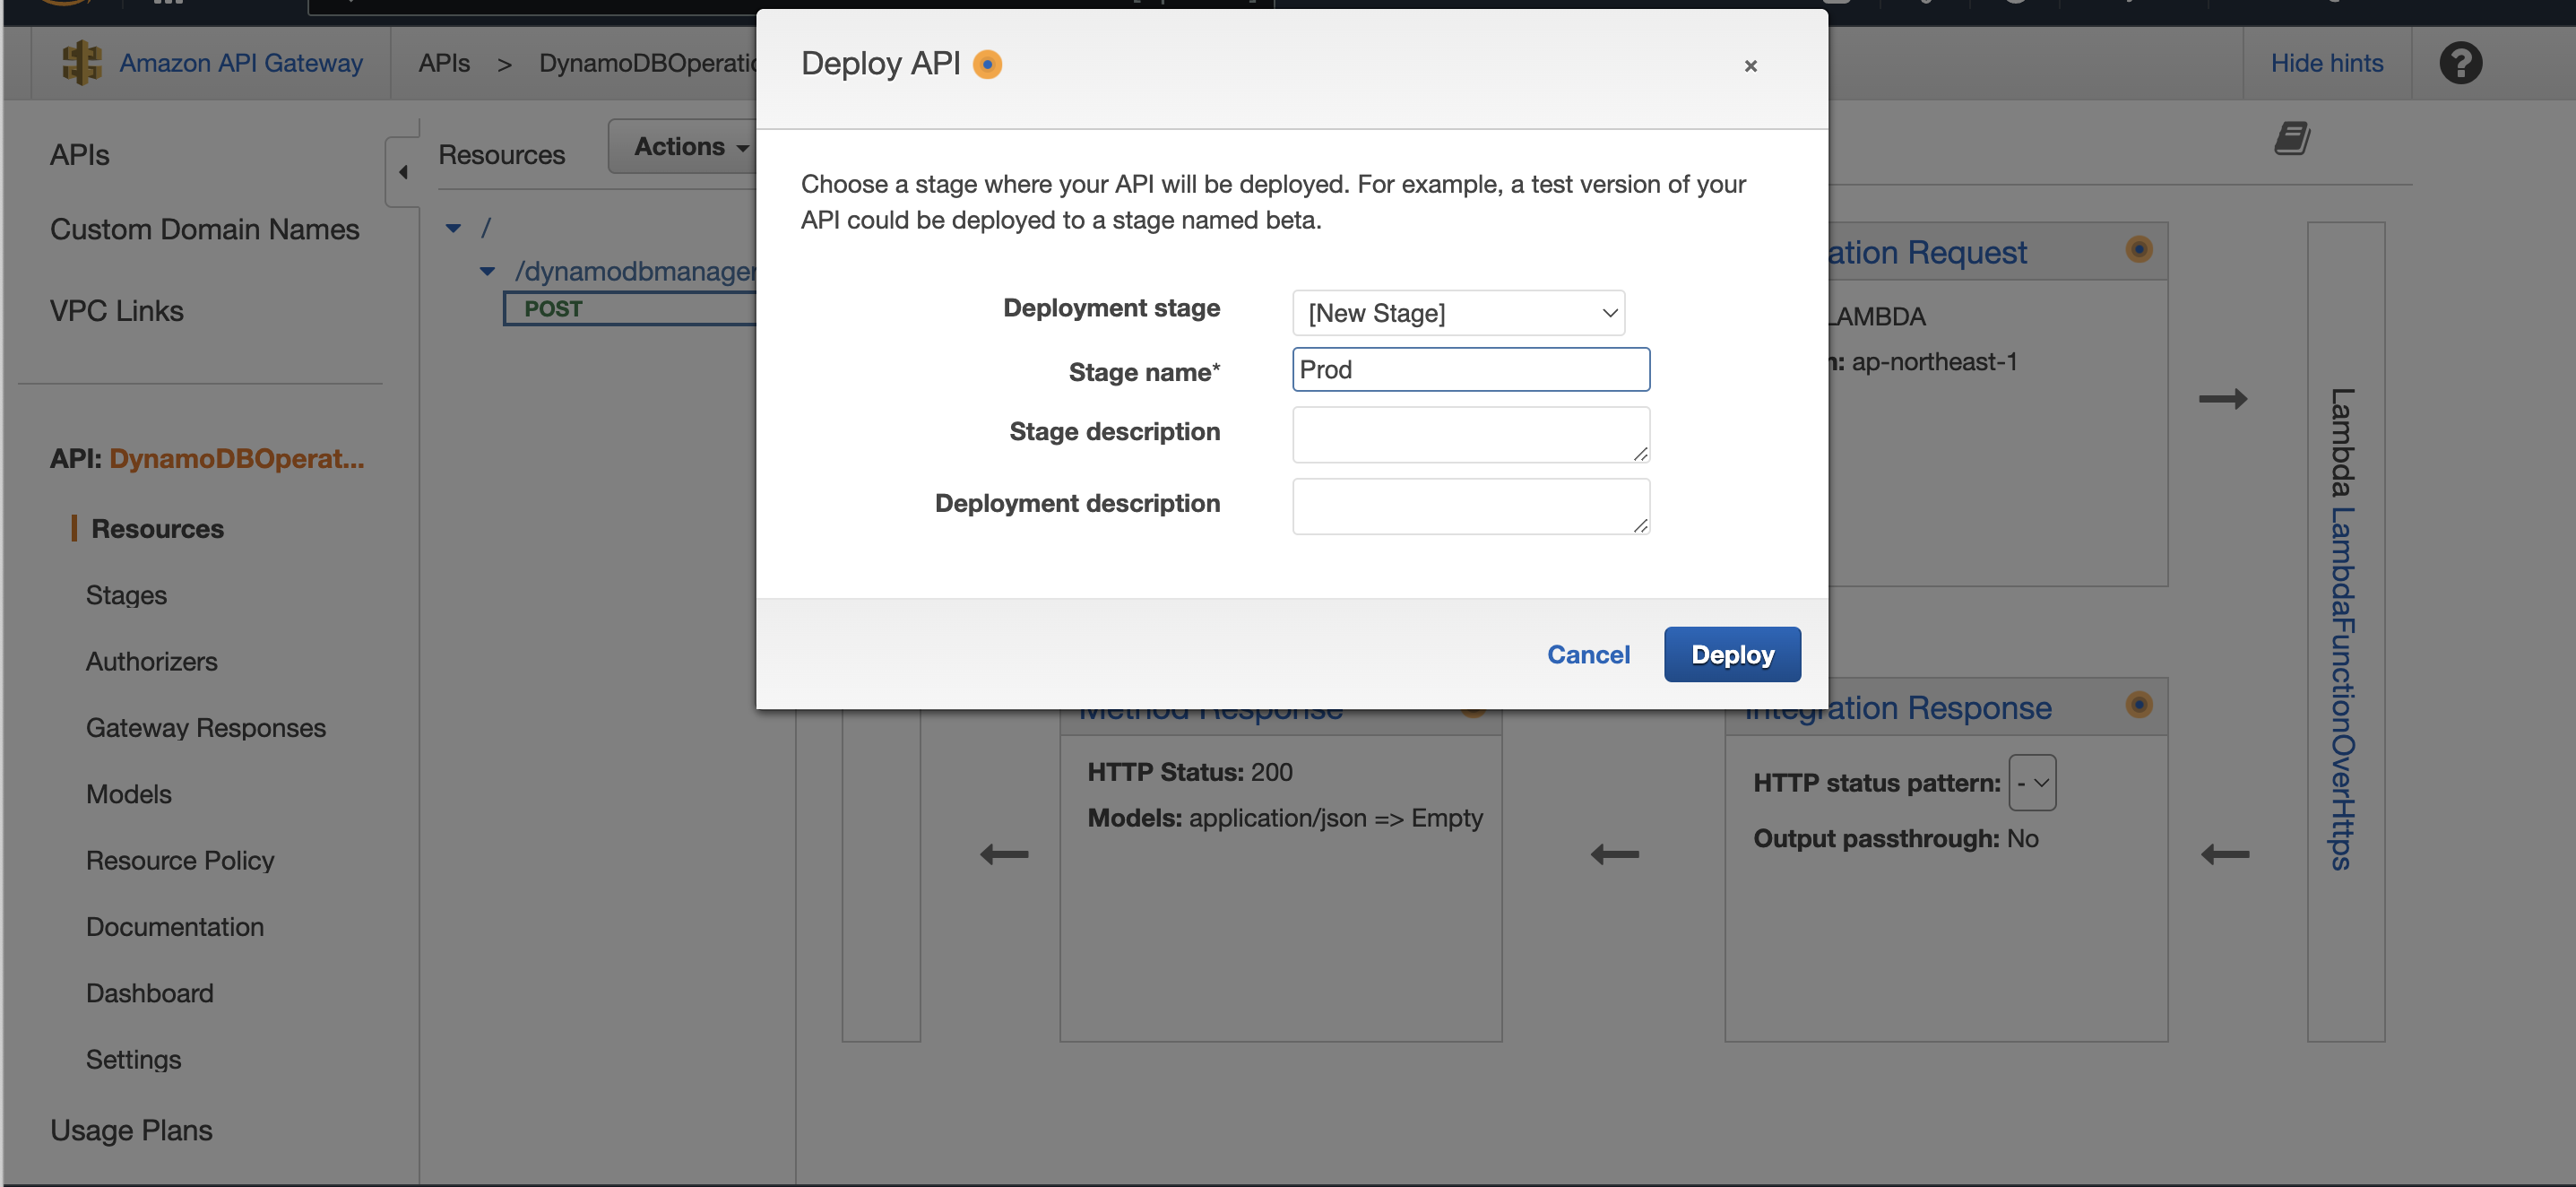 Amazon API Gateway
APIs > DynamoDBOperatio
Hide hints
?
Deploy API
×
Choose a stage where your API will be deployed. For example, a test version of your
API could be deployed to a stage named beta.
Deployment stage [New Stage]
Stage name* Prod
Stage description
Deployment description
Cancel Deploy
APIs
Custom Domain Names
VPC Links
API: DynamoDBOperat...
Resources
Stages
Authorizers
Gateway Responses
Models
Resource Policy
Documentation
Dashboard
Settings
Usage Plans
Resources Actions
/
/dynamodbmanager
POST
ation Request
LAMBDA
n: ap-northeast-1
Method Response
HTTP Status: 200
Models: application/json => Empty
Integration Response
HTTP status pattern: -
Output passthrough: No
Lambda LambdaFunctionOverHttps